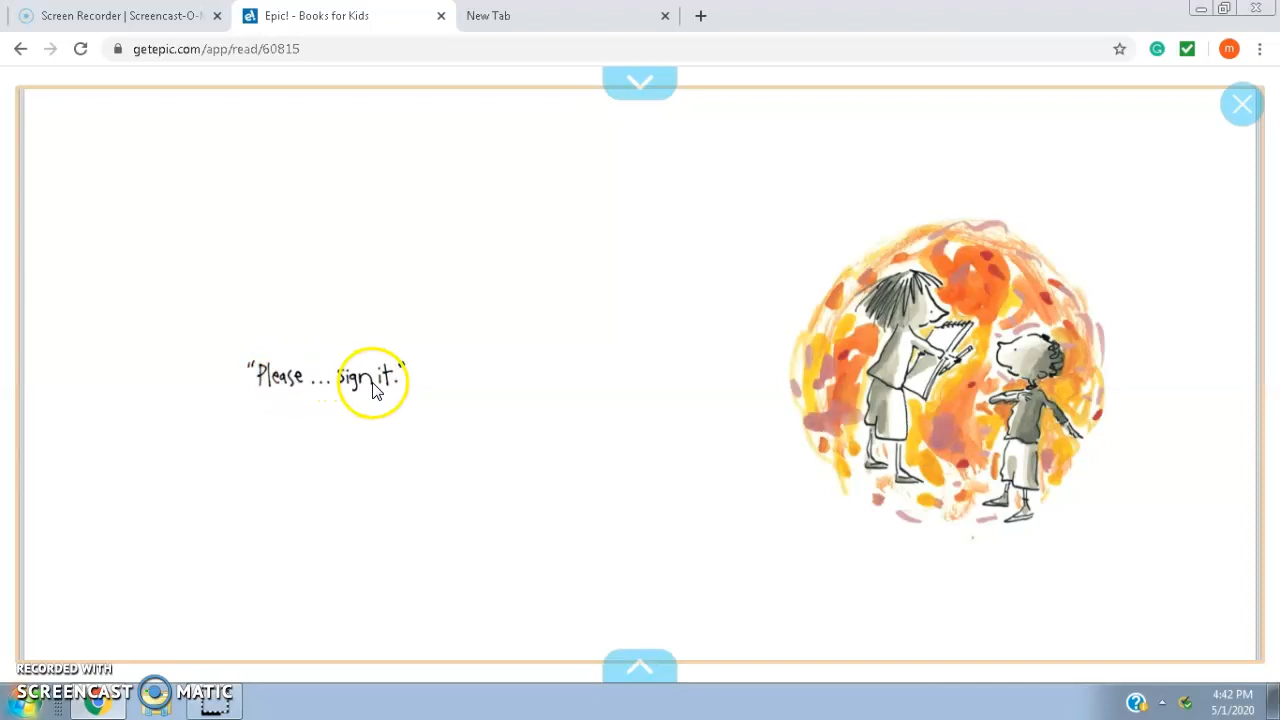 Screen Recorder | Screencast-O-M
Epic! - Books for Kids
New Tab
getepic.com/app/read/60815
m
"Please ... sign it."
RECORDED WITH
SCREENCAST MATIC
4:42 PM
5/1/2020